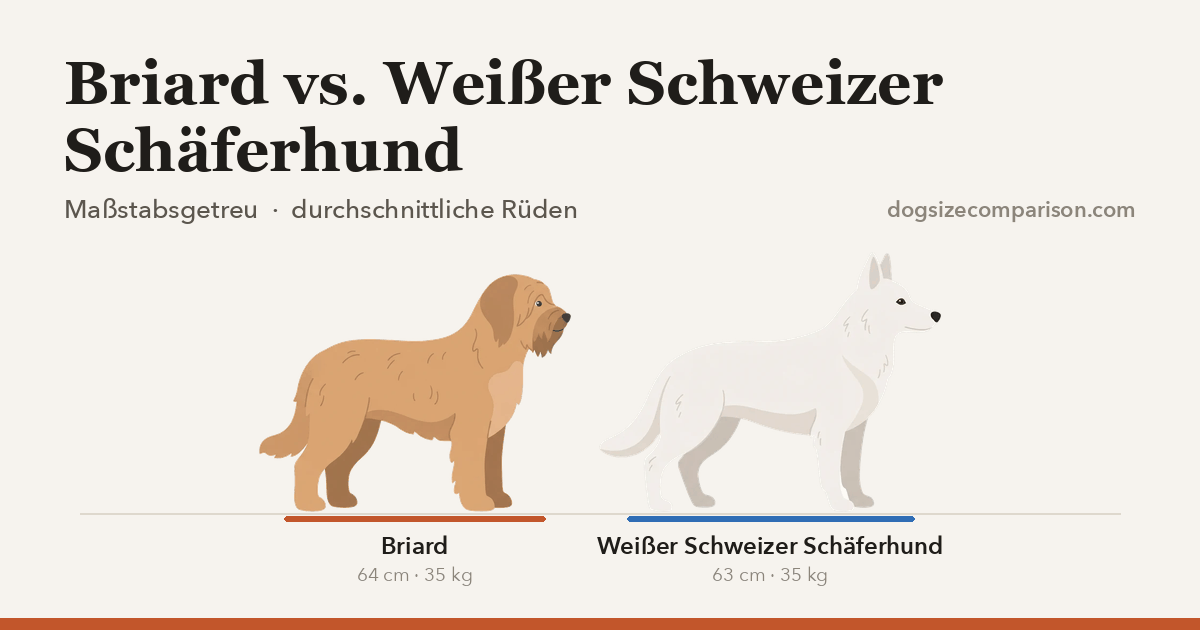 Briard vs. Weißer Schweizer
Schäferhund
Maßstabsgetreu · durchschnittliche Rüden
dogsizecomparison.com
Briard
64 cm · 35 kg
Weißer Schweizer Schäferhund
63 cm · 35 kg